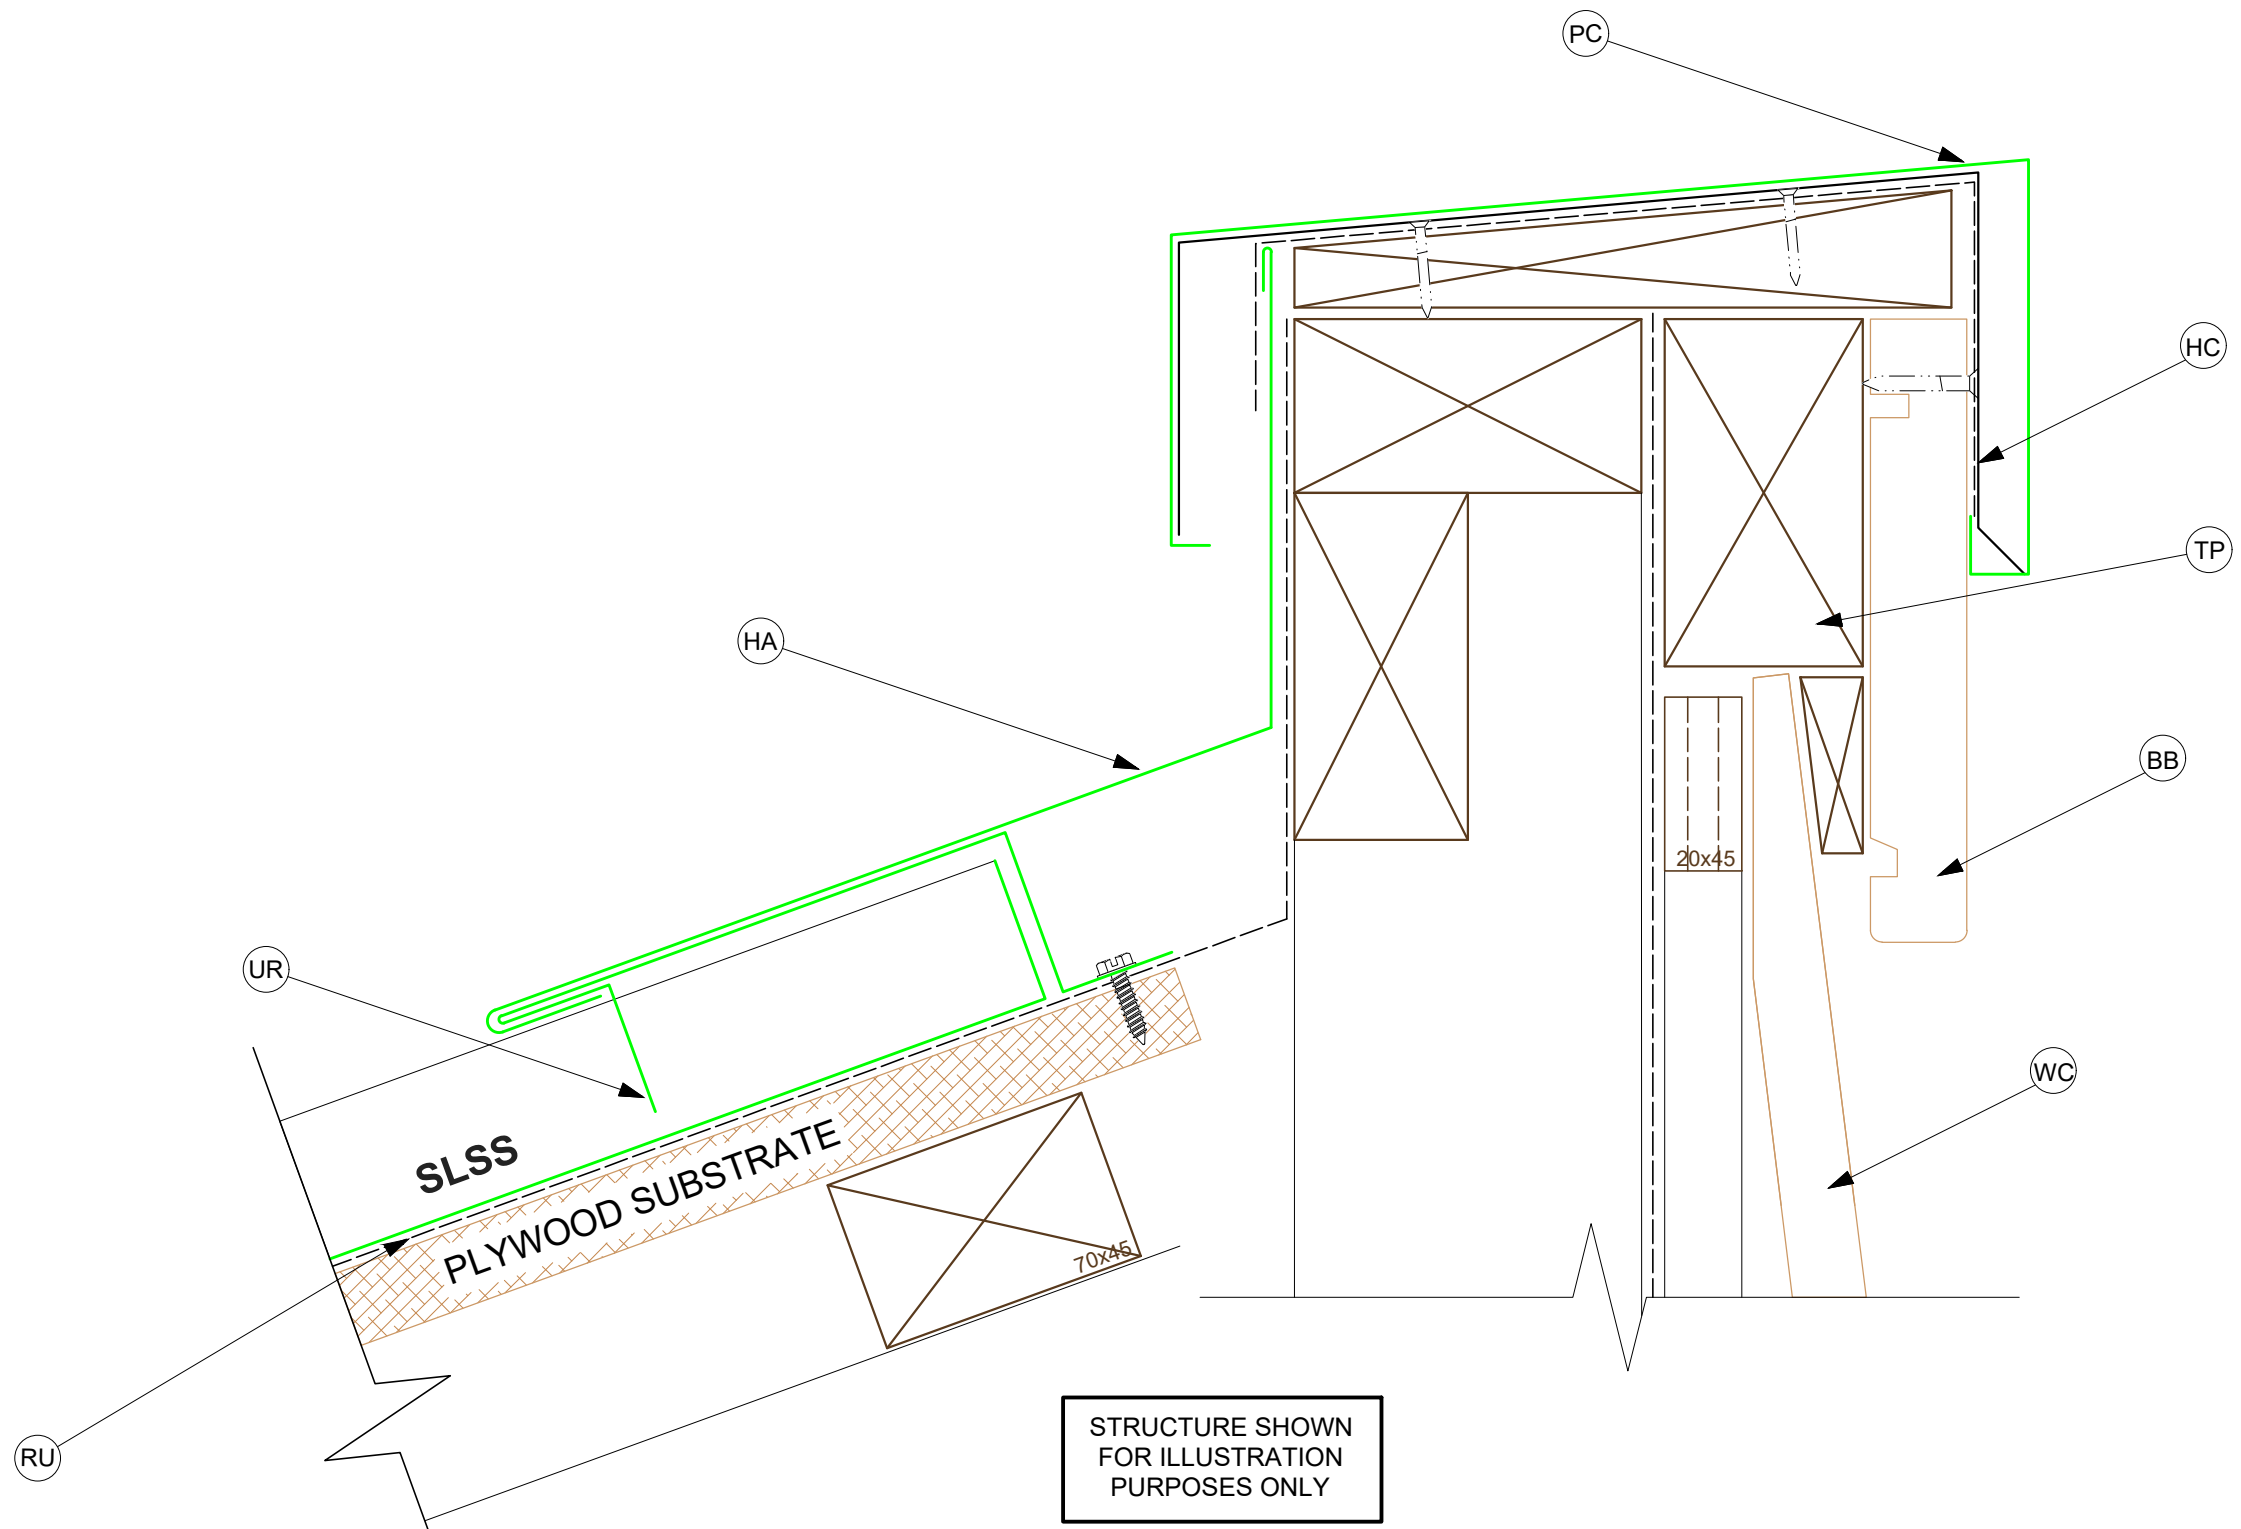 PC
HC
TP
HA
BB
20x45
UR
WC
SLSS
PLYWOOD SUBSTRATE
70x45
RU
STRUCTURE SHOWN
FOR ILLUSTRATION
PURPOSES ONLY